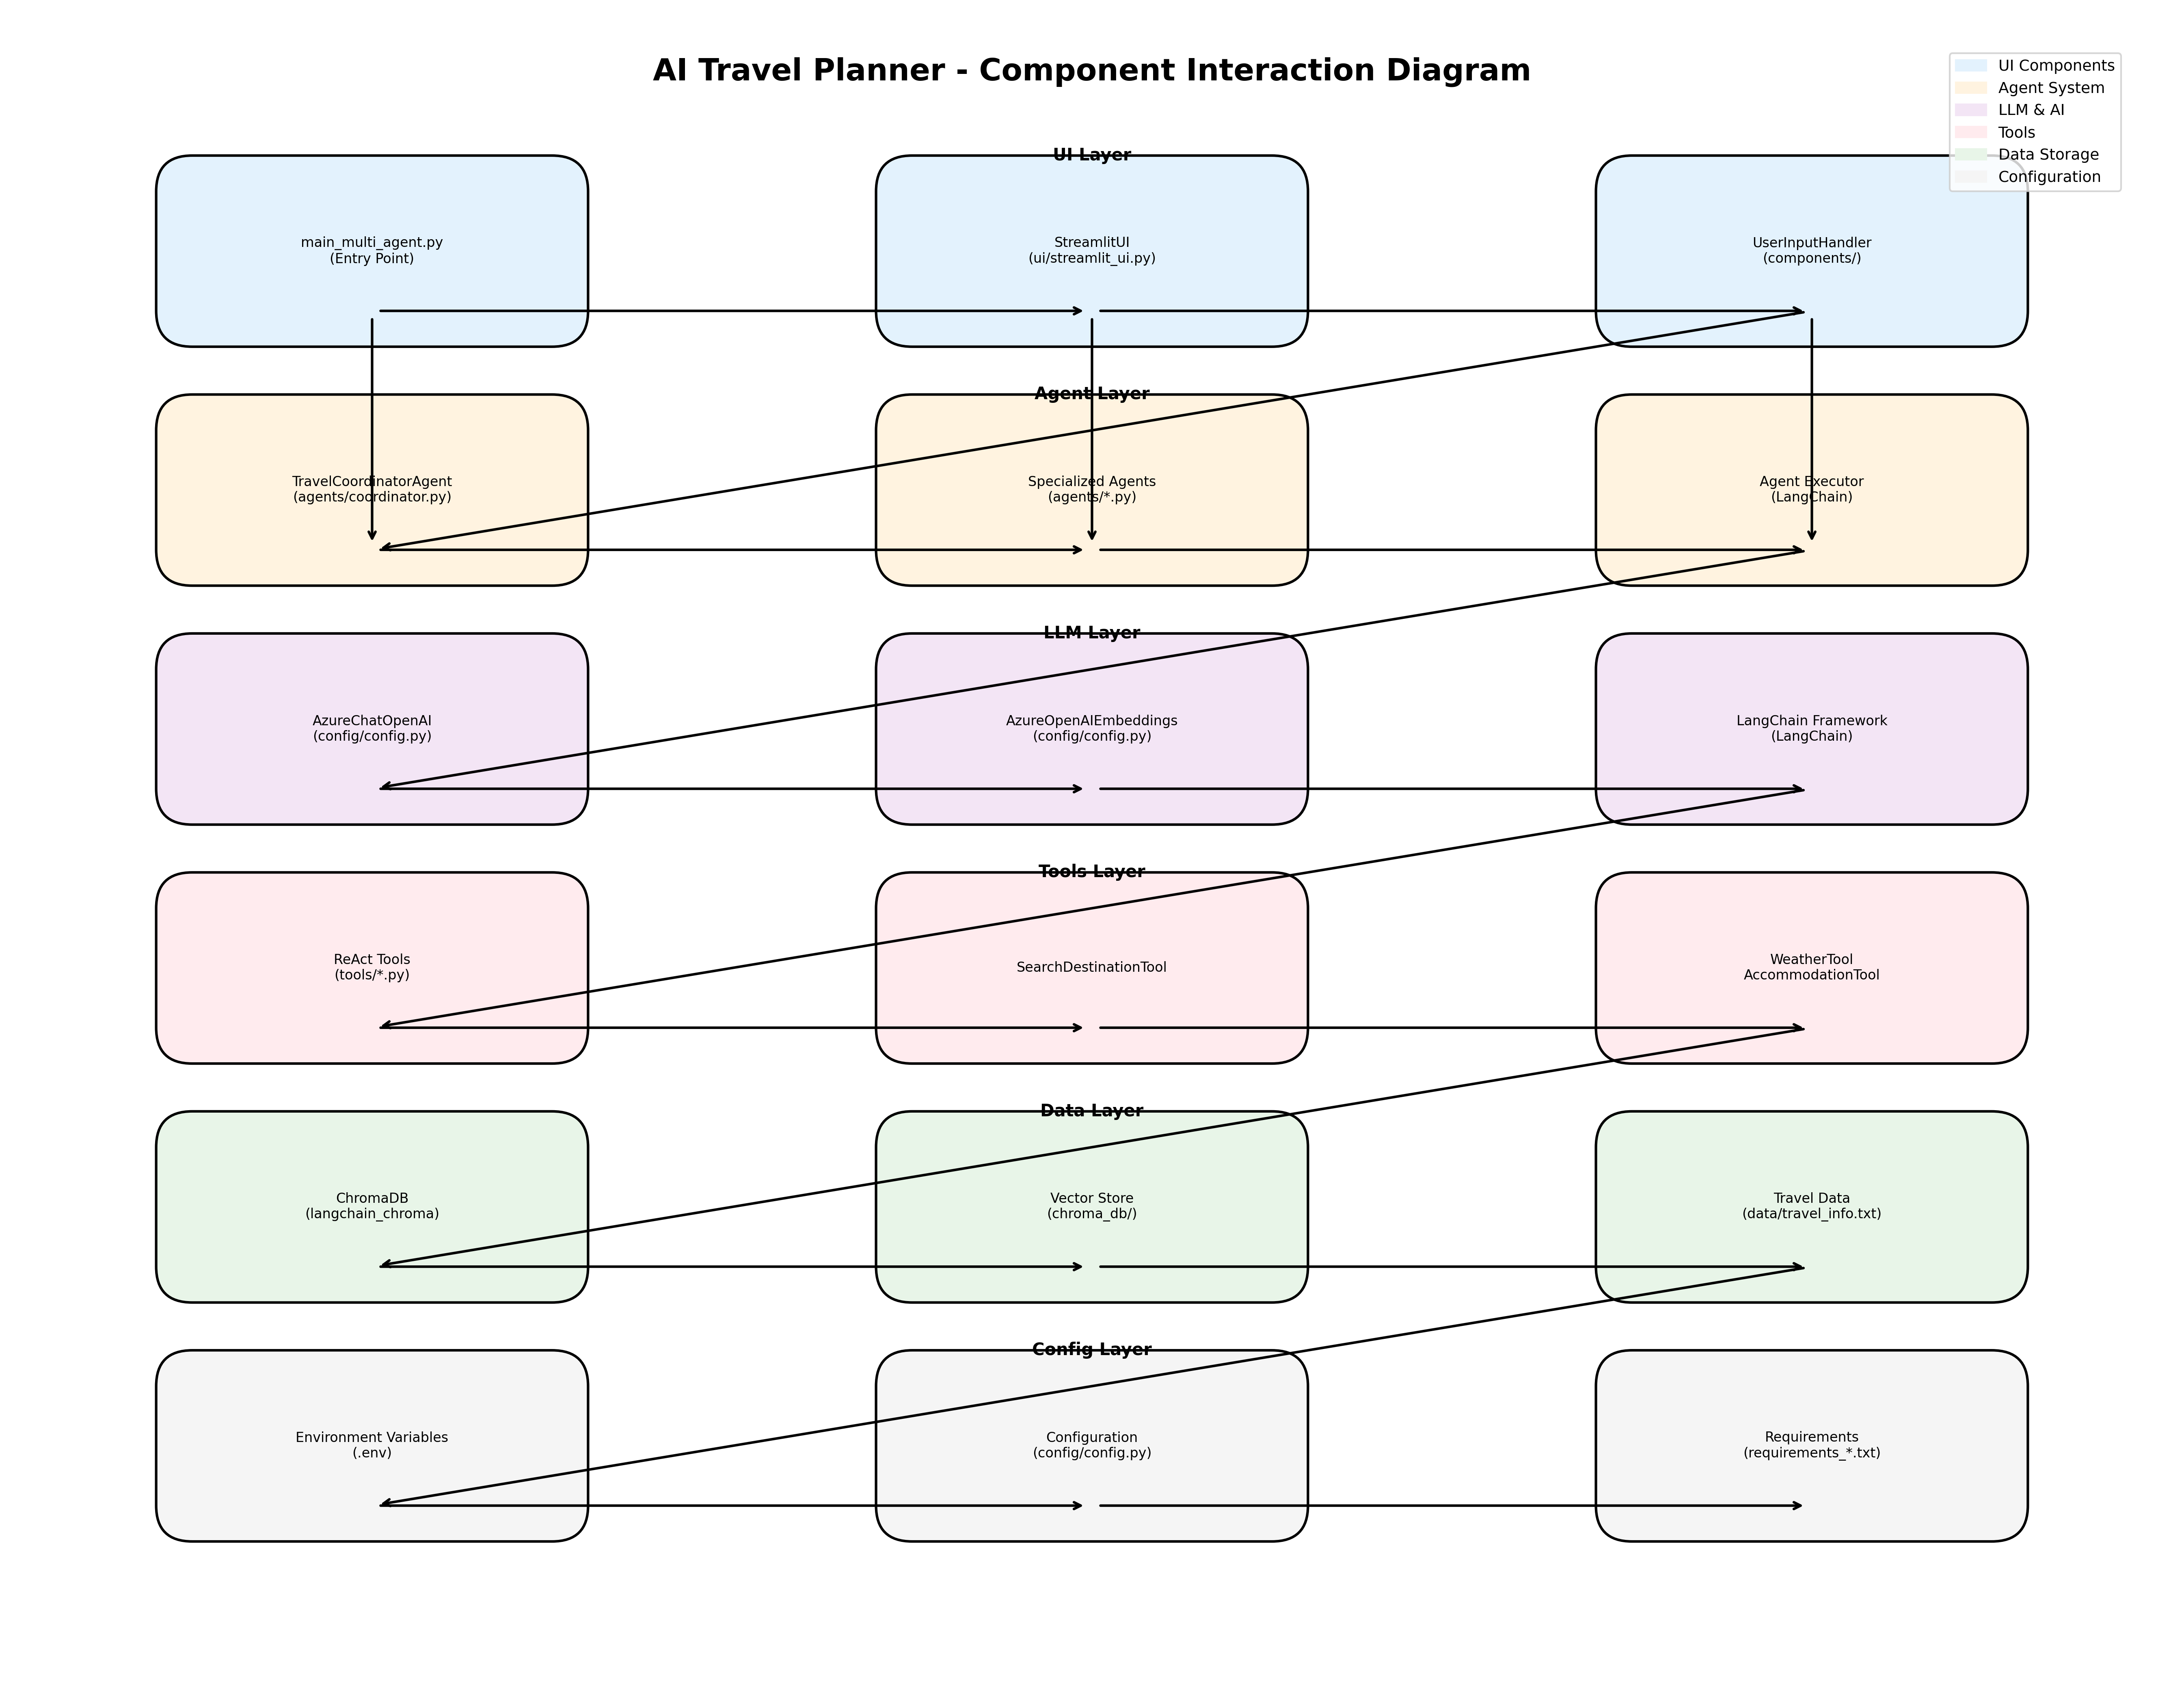 AI Travel Planner - Component Interaction Diagram
UI Components
Agent System
LLM & AI
Tools
Data Storage
Configuration
UI Layer
main_multi_agent.py
(Entry Point)
StreamlitUI
(ui/streamlit_ui.py)
UserInputHandler
(components/)
Agent Layer
TravelCoordinatorAgent
(agents/coordinator.py)
Specialized Agents
(agents/*.py)
Agent Executor
(LangChain)
LLM Layer
AzureChatOpenAI
(config/config.py)
AzureOpenAIEmbeddings
(config/config.py)
LangChain Framework
(LangChain)
Tools Layer
ReAct Tools
(tools/*.py)
SearchDestinationTool
WeatherTool
AccommodationTool
Data Layer
ChromaDB
(langchain_chroma)
Vector Store
(chroma_db/)
Travel Data
(data/travel_info.txt)
Config Layer
Environment Variables
(.env)
Configuration
(config/config.py)
Requirements
(requirements_*.txt)